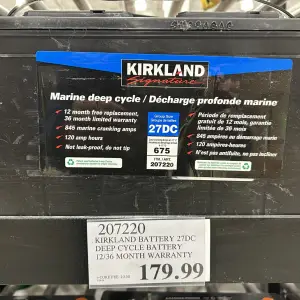 KIRKLAND
Signature
Marine deep cycle / Décharge profonde marine
12 month free replacement,
36 month limited warranty
845 marine cranking amps
120 amp hours
Not leak-proof, do not tip
27DC
675
207220
Période de remplacement
gratuit de 12 mois, garantie
limitée de 36 mois
845 ampères au démarrage marine
120 ampères-heures
N'est pas antifuite, ne pas incliner
207220
KIRKLAND BATTERY 27DC
DEEP CYCLE BATTERY
12/36 MONTH WARRANTY
179.99